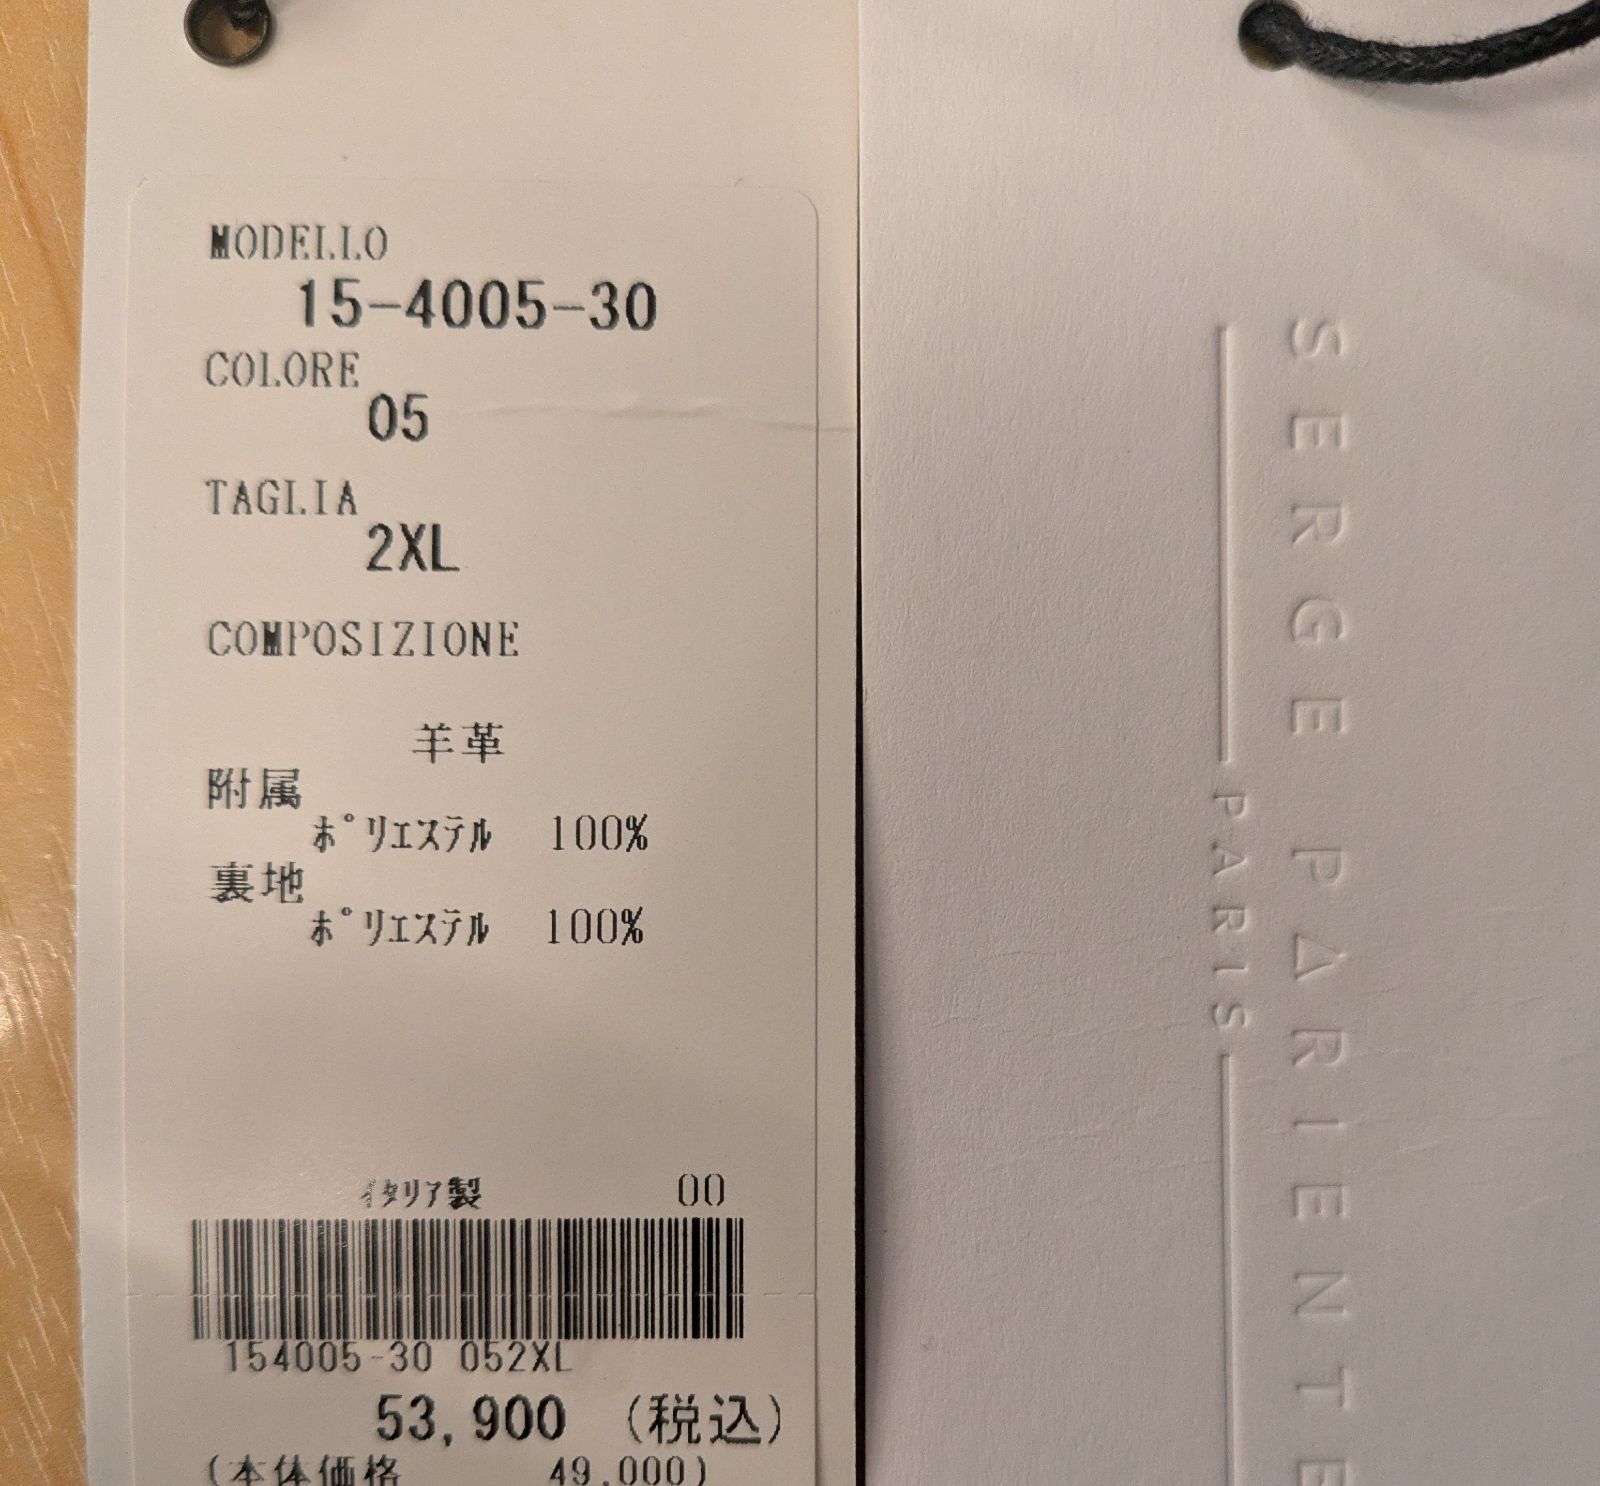 MODELLO
15-4005-30
COLORE
05
TAGLIA
2XL
COMPOSIZIONE
羊革
附属
ﾎﾟﾘｴｽﾃﾙ 100%
裏地
ﾎﾟﾘｴｽﾃﾙ 100%
ｲﾀﾘｱ製 00
154005-30 052XL
53,900 (税込)
(本体価格 49,000)
SERGE PARIENTE
PARIS